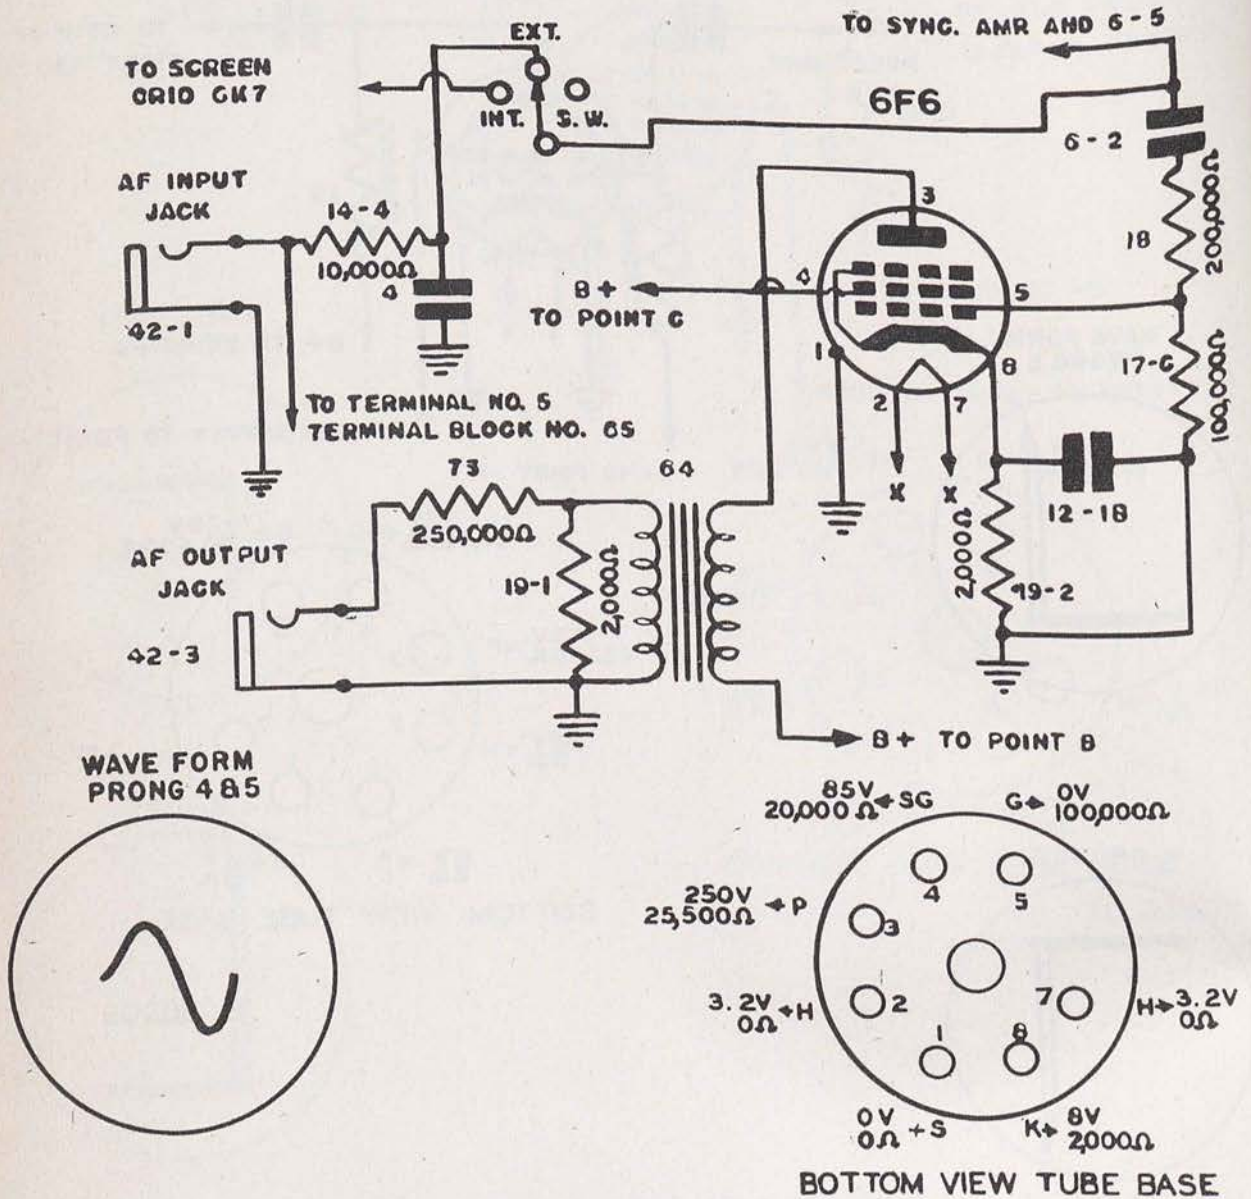 EXT.
TO SYNC. AMR AND 6-5
TO SCREEN
GRID GK7
INT.
S.W.
6F6
6-2
AF INPUT
JACK
14-4
10,000Ω
4
42-1
3
200,000Ω
18
4
5
B+
TO POINT C
1
8
2
7
17-C
100,000Ω
X
X
TO TERMINAL NO. 5
TERMINAL BLOCK NO. 65
73
64
250,000Ω
12-18
AF OUTPUT
JACK
19-1
2,000Ω
2,000Ω
19-2
42-3
B+ TO POINT B
WAVE FORM
PRONG 4 & 5
85V
20,000Ω SG
G 0V
100,000Ω
4
5
250V
25,500Ω P
3
3.2V
0Ω H
2
7
H 3.2V
0Ω
1
8
0V
0Ω S
K 8V
2,000Ω
BOTTOM VIEW TUBE BASE